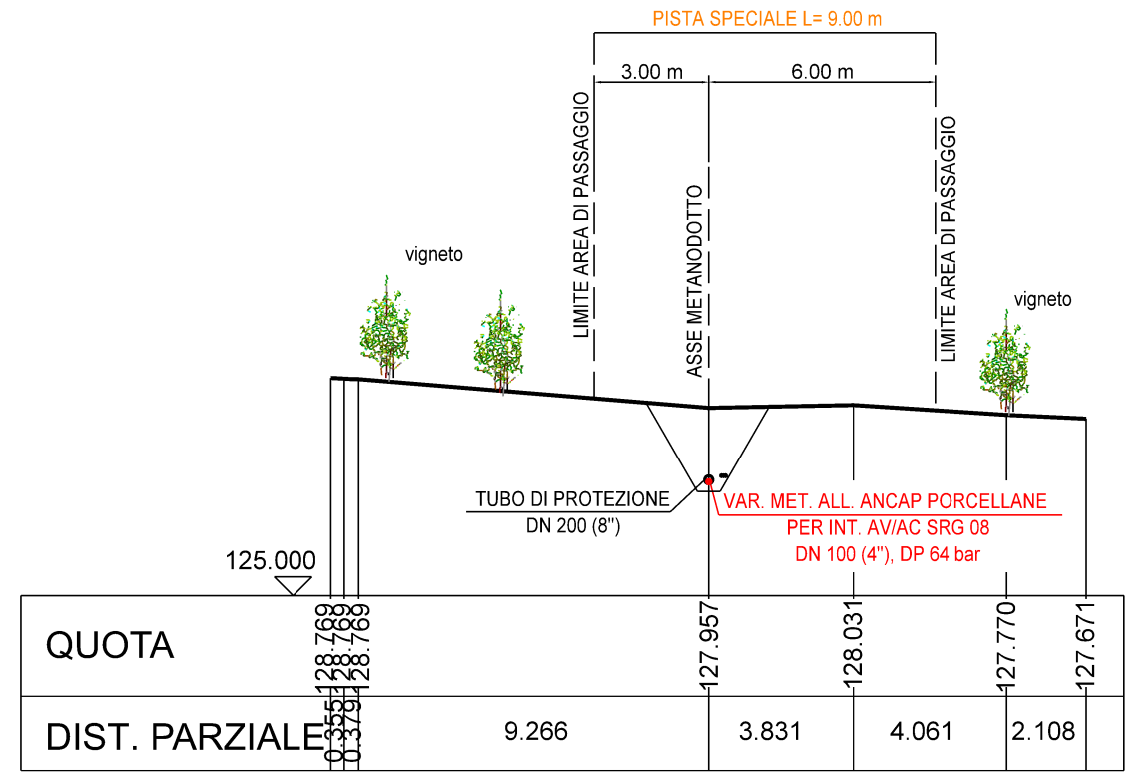 PISTA SPECIALE L= 9.00 m
3.00 m
6.00 m
LIMITE AREA DI PASSAGGIO
ASSE METANODOTTO
LIMITE AREA DI PASSAGGIO
vigneto
vigneto
TUBO DI PROTEZIONE
DN 200 (8")
VAR. MET. ALL. ANCAP PORCELLANE
PER INT. AV/AC SRG 08
DN 100 (4"), DP 64 bar
125.000
QUOTA
128.769
128.769
128.769
127.957
128.031
127.770
127.671
DIST. PARZIALE
0.355
0.379
9.266
3.831
4.061
2.108